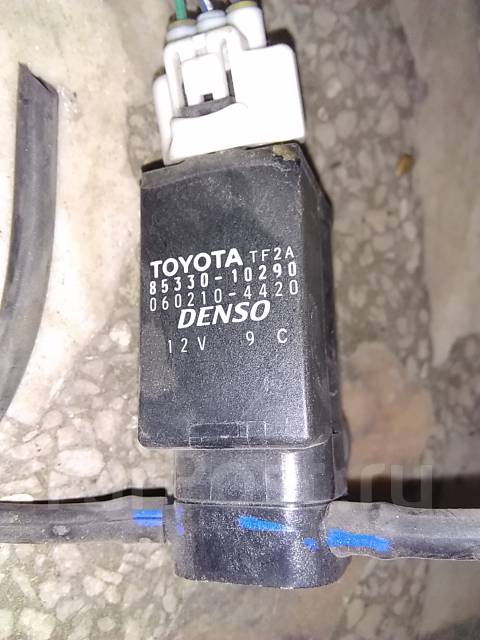 TOYOTA TF2A
85330-10290
060210-4420
DENSO
12V 9 C